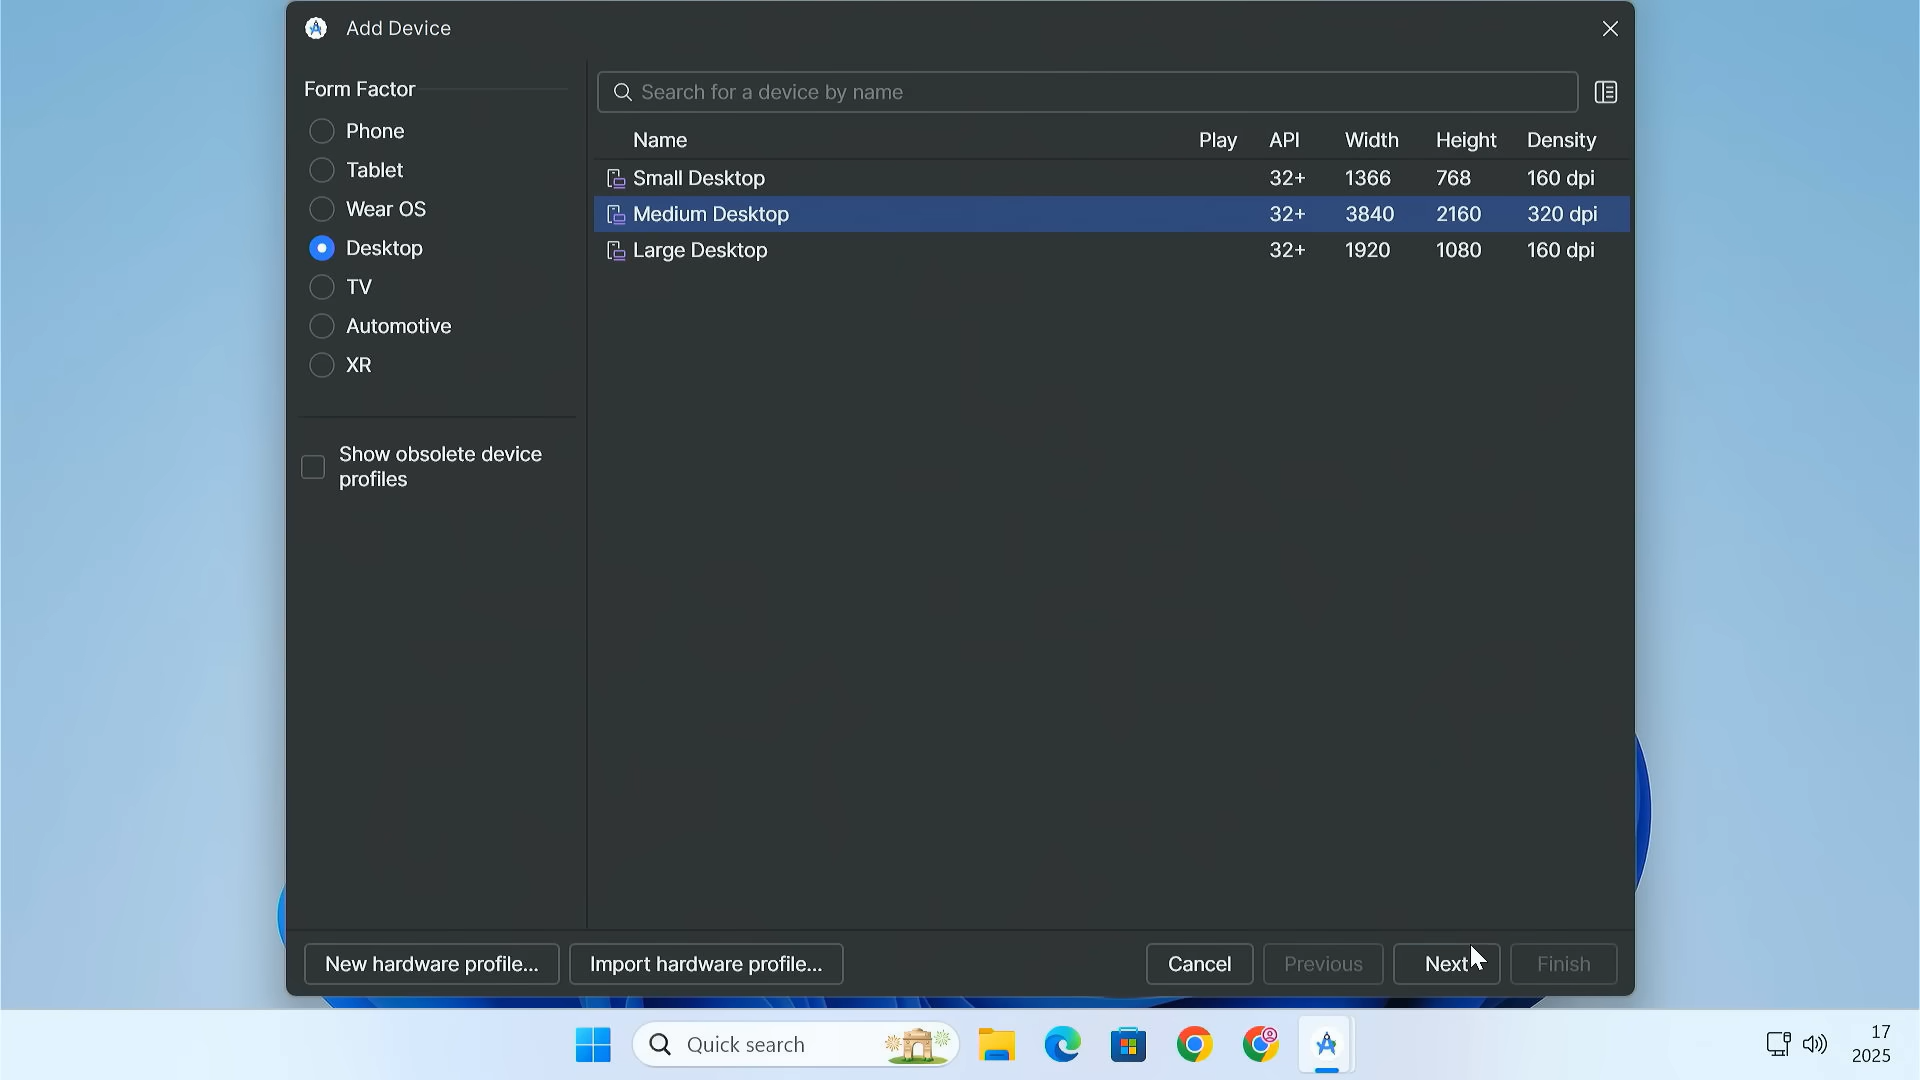 Add Device
Form Factor
Phone
Tablet
Wear OS
Desktop
TV
Automotive
XR
Show obsolete device
profiles
Search for a device by name
Name Play API Width Height Density
Small Desktop 32+ 1366 768 160 dpi
Medium Desktop 32+ 3840 2160 320 dpi
Large Desktop 32+ 1920 1080 160 dpi
New hardware profile... Import hardware profile... Cancel Previous Next Finish
Quick search
17
2025